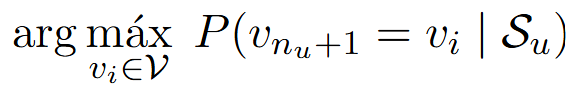 arg máx P(v_{n_u+1} = v_i | 𝒮_u)
v_i∈𝒱